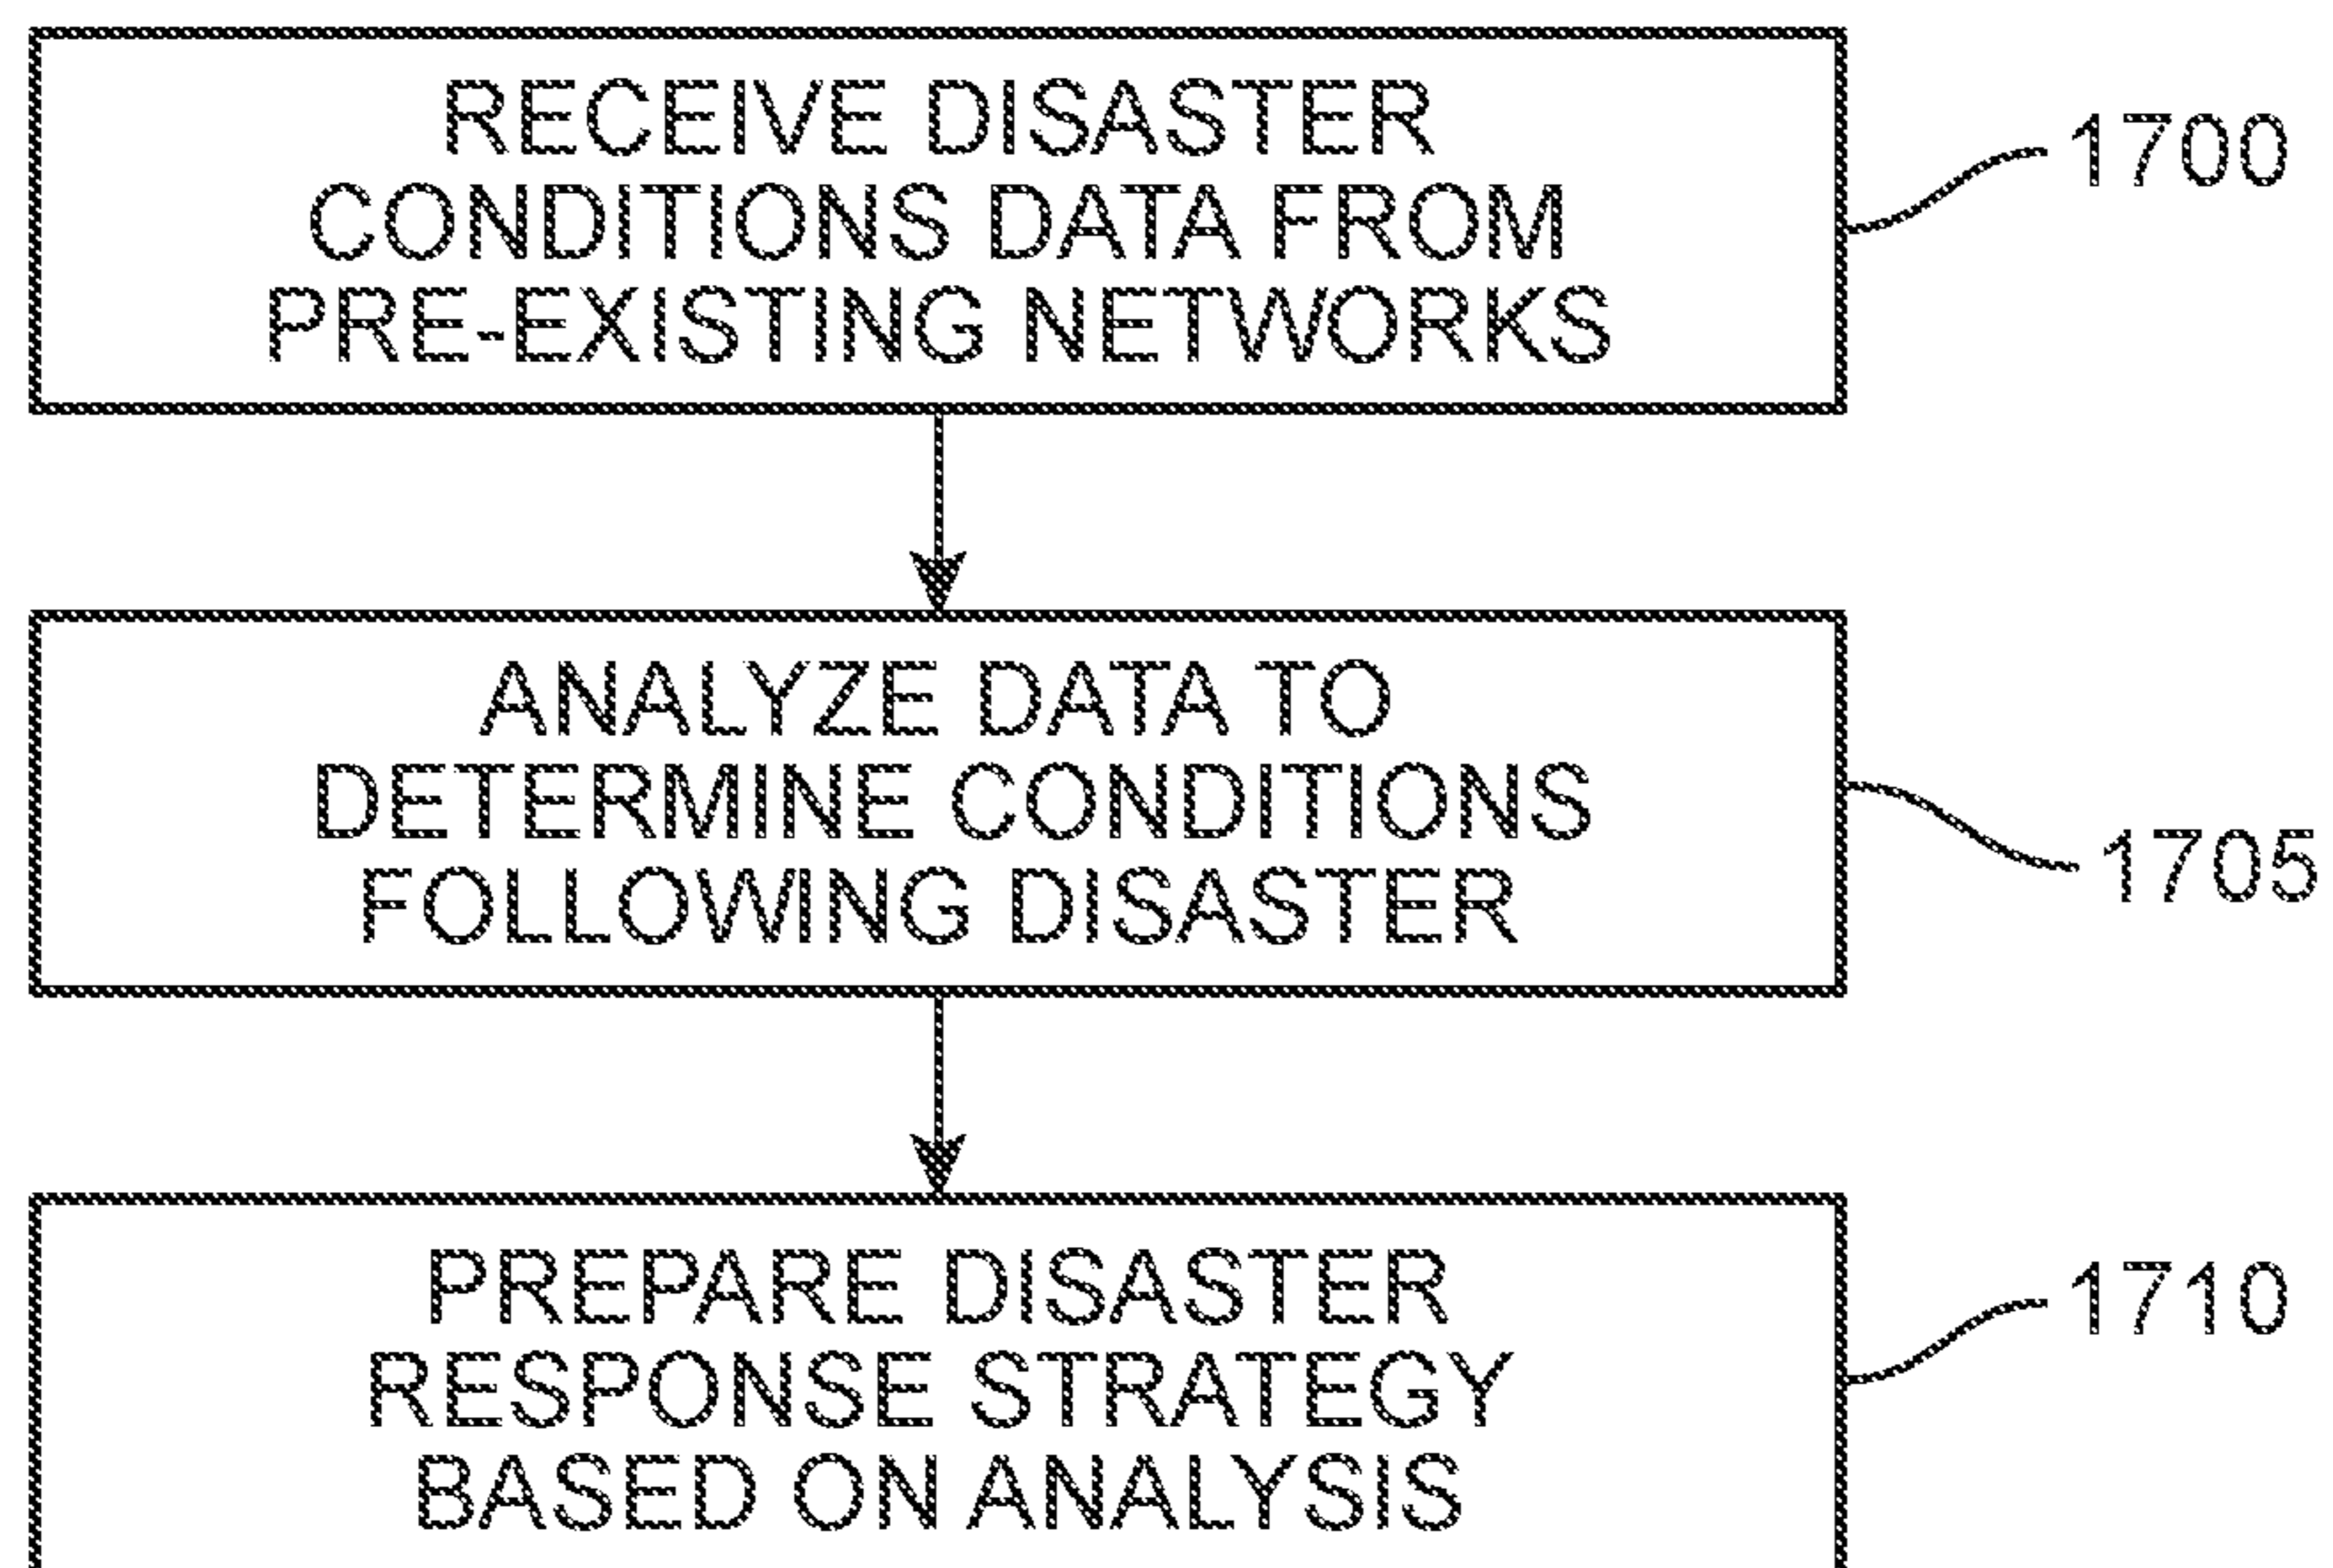 RECEIVE DISASTER
CONDITIONS DATA FROM
PRE-EXISTING NETWORKS
1700
ANALYZE DATA TO
DETERMINE CONDITIONS
FOLLOWING DISASTER
1705
PREPARE DISASTER
RESPONSE STRATEGY
BASED ON ANALYSIS
1710